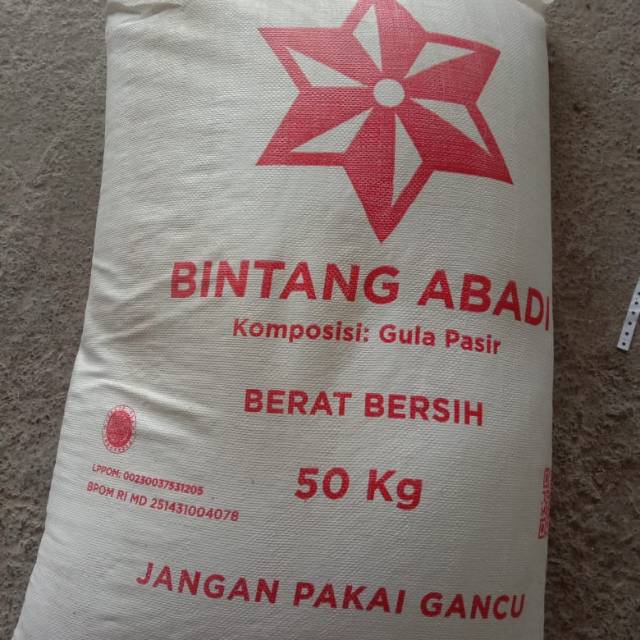 BINTANG ABADI
Komposisi: Gula Pasir
BERAT BERSIH
50 Kg
LPPOM: 00230037531205
BPOM RI MD 251431004078
JANGAN PAKAI GANCU